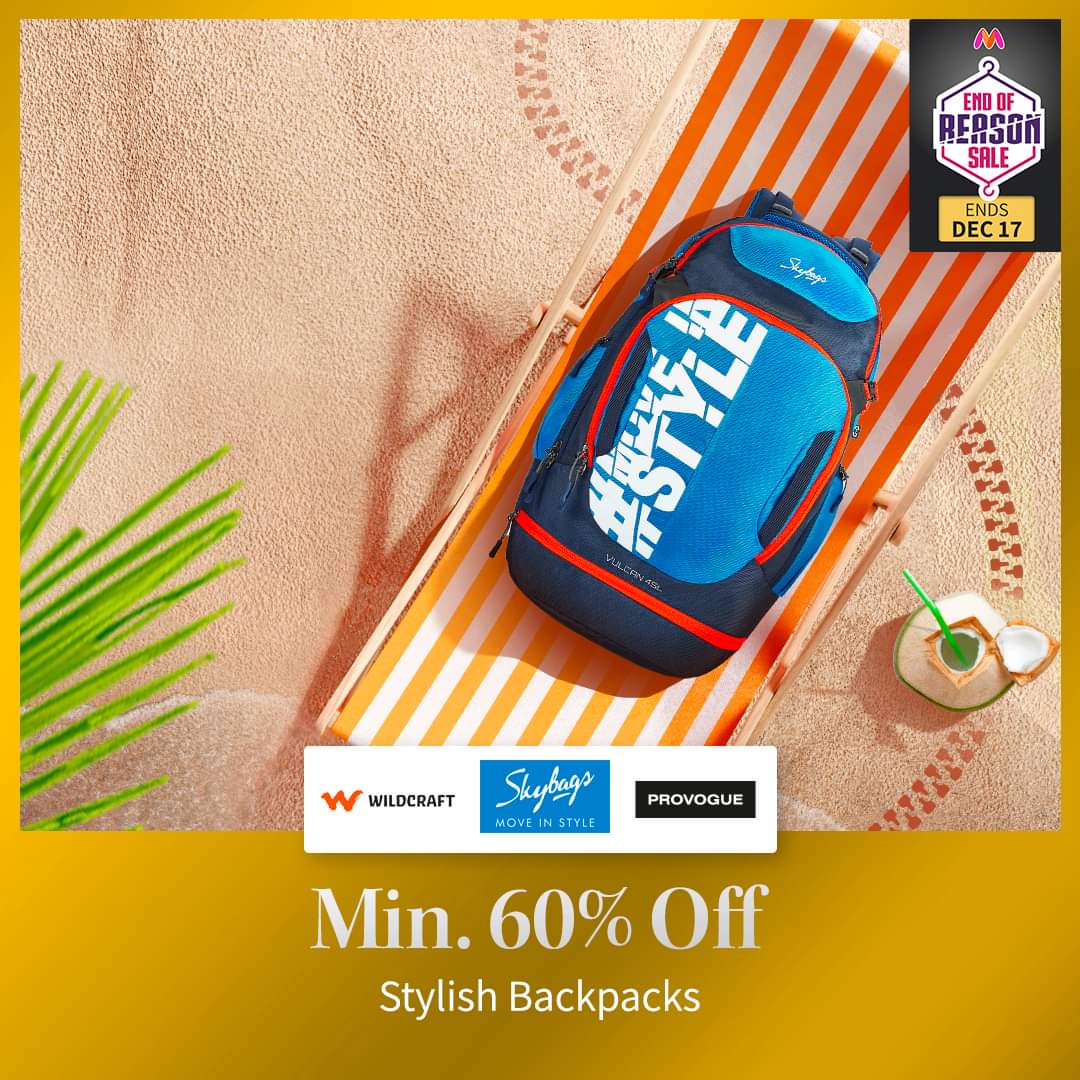 END OF
REASON
SALE
ENDS
DEC 17
Skybags
#MOVE-IN
#STYLE
VULCAN 45L
WILDCRAFT
Skybags
MOVE IN STYLE
PROVOGUE
Min. 60% Off
Stylish Backpacks